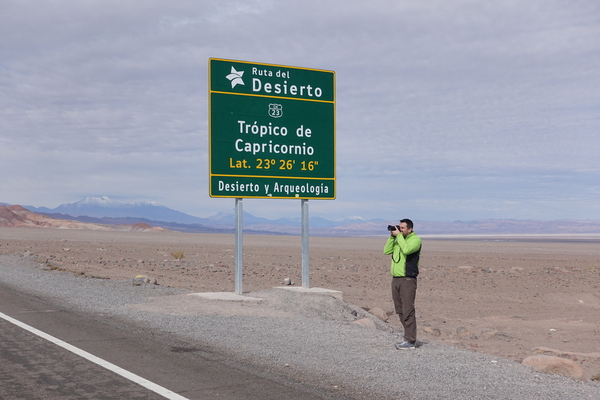 Ruta del
Desierto
23
Trópico de
Capricornio
Lat. 23º 26' 16"
Desierto y Arqueología